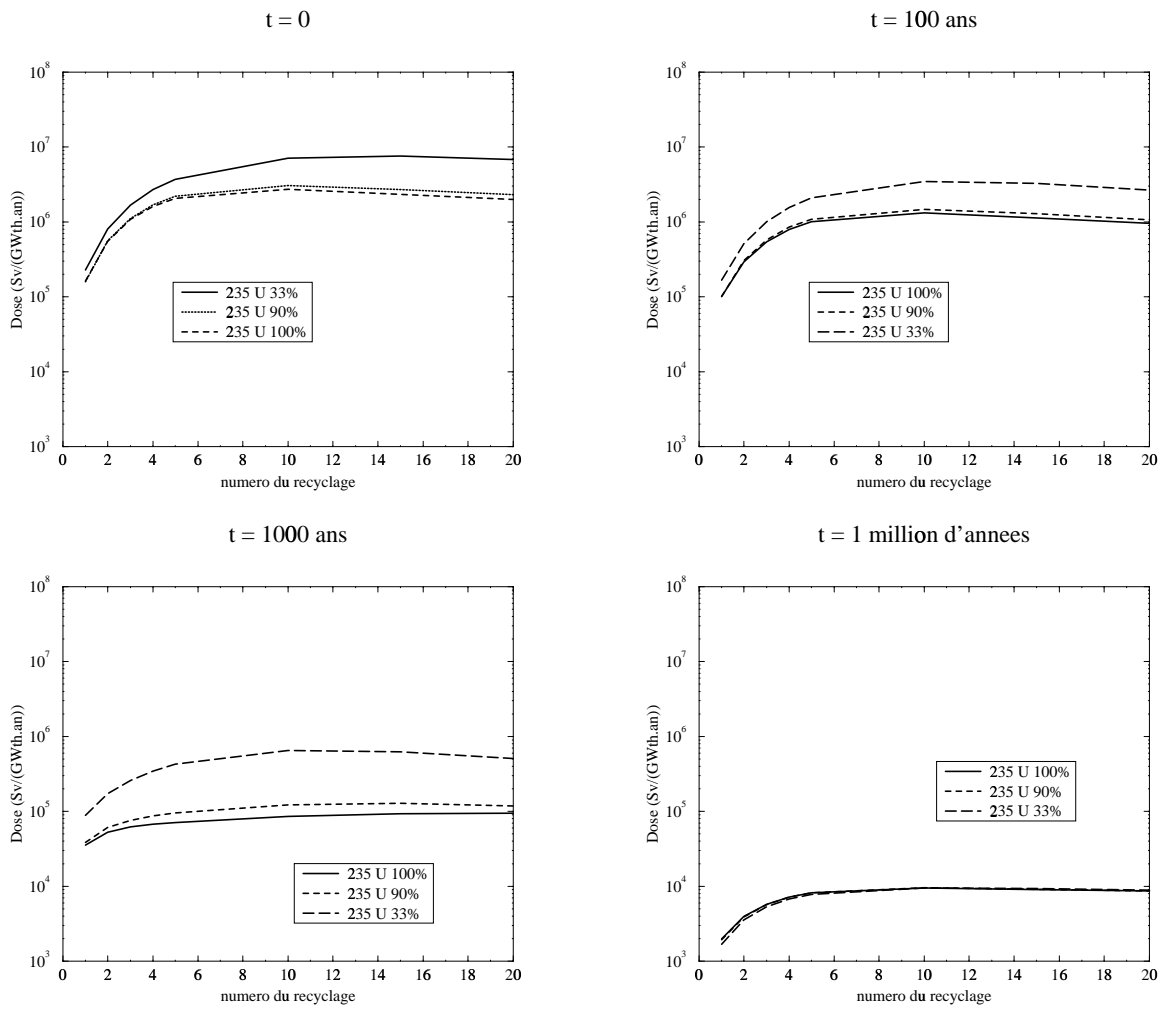 t = 0
10^8
10^7
10^6
10^5
10^4
10^3
Dose (Sv/(GWth.an)
235 U 33%
235 U 90%
235 U 100%
0 2 4 6 8 10 12 14 16 18 20
numero du recyclage
t = 100 ans
10^8
10^7
10^6
10^5
10^4
10^3
Dose (Sv/(GWth.an)
235 U 100%
235 U 90%
235 U 33%
0 2 4 6 8 10 12 14 16 18 20
numero du recyclage
t = 1000 ans
10^8
10^7
10^6
10^5
10^4
10^3
Dose (Sv/(GWth.an)
235 U 100%
235 U 90%
235 U 33%
0 2 4 6 8 10 12 14 16 18 20
numero du recyclage
t = 1 million d'annees
10^8
10^7
10^6
10^5
10^4
10^3
Dose (Sv/(GWth.an)
235 U 100%
235 U 90%
235 U 33%
0 2 4 6 8 10 12 14 16 18 20
numero du recyclage